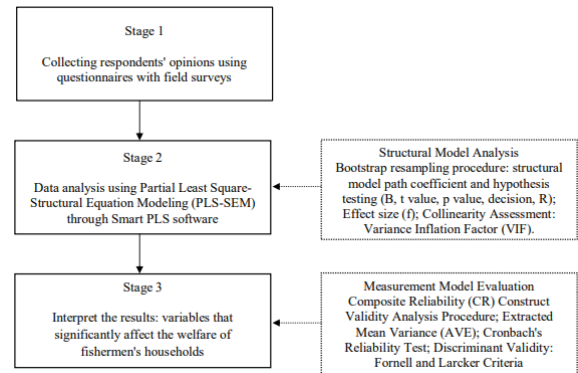 Stage 1
Collecting respondents' opinions using
questionnaires with field surveys
Stage 2
Data analysis using Partial Least Square-
Structural Equation Modeling (PLS-SEM)
through Smart PLS software
Structural Model Analysis
Bootstrap resampling procedure: structural
model path coefficient and hypothesis
testing (B, t value, p value, decision, R);
Effect size (f); Collinearity Assessment:
Variance Inflation Factor (VIF).
Stage 3
Interpret the results: variables that
significantly affect the welfare of
fishermen's households
Measurement Model Evaluation
Composite Reliability (CR) Construct
Validity Analysis Procedure; Extracted
Mean Variance (AVE); Cronbach's
Reliability Test; Discriminant Validity:
Fornell and Larcker Criteria